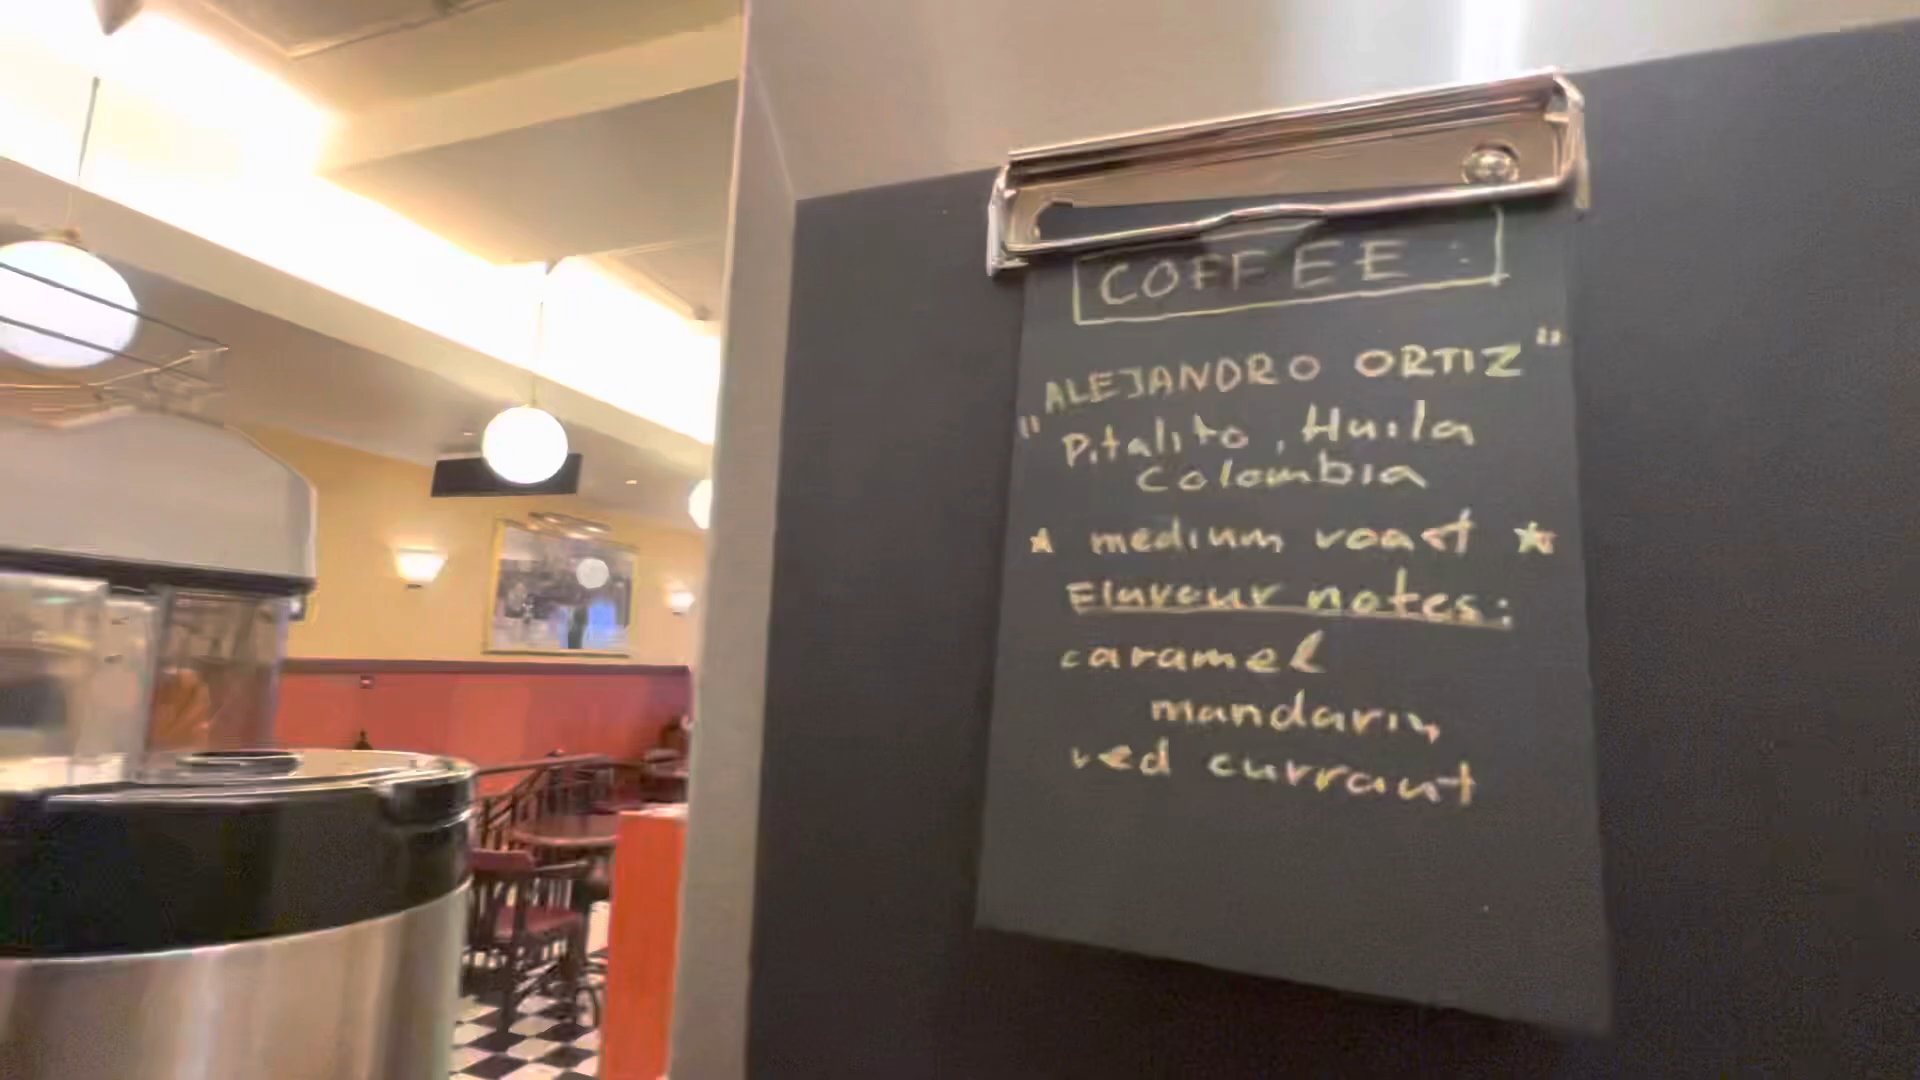 COFFEE:
"ALEJANDRO ORTIZ"
Pitalito, Huila
Colombia
★ medium roast ★
Flavour notes:
caramel
mandarin
red currant